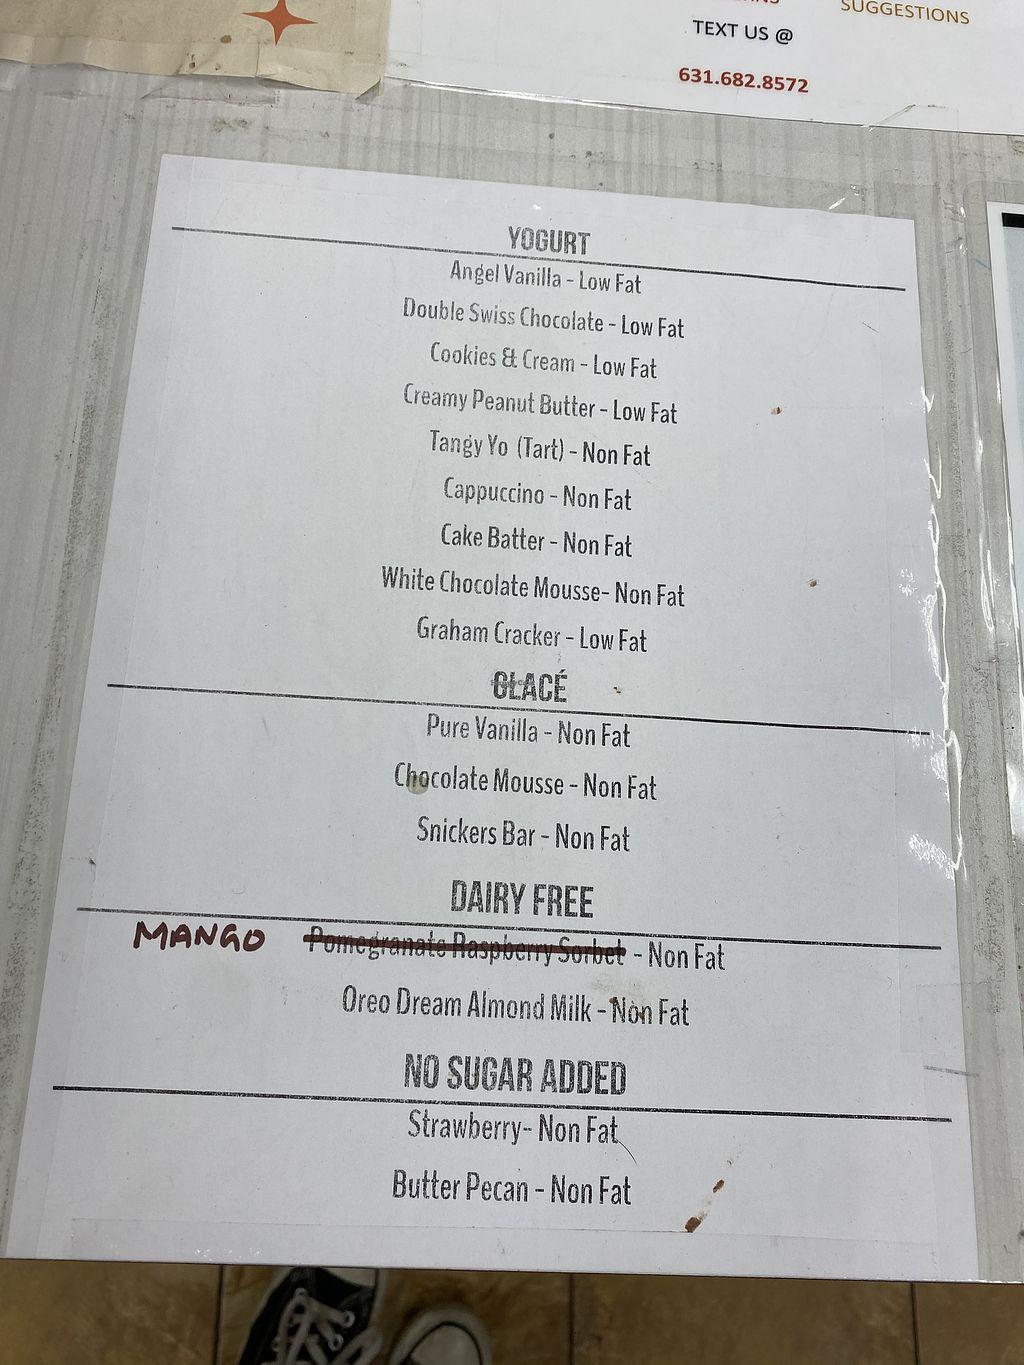 SUGGESTIONS
TEXT US @
631.682.8572
YOGURT
Angel Vanilla - Low Fat
Double Swiss Chocolate - Low Fat
Cookies & Cream - Low Fat
Creamy Peanut Butter - Low Fat
Tangy Yo (Tart) - Non Fat
Cappuccino - Non Fat
Cake Batter - Non Fat
White Chocolate Mousse- Non Fat
Graham Cracker - Low Fat
GLACÉ
Pure Vanilla - Non Fat
Chocolate Mousse - Non Fat
Snickers Bar - Non Fat
DAIRY FREE
MANGO Pomegranate Raspberry Sorbet - Non Fat
Oreo Dream Almond Milk - Non Fat
NO SUGAR ADDED
Strawberry- Non Fat
Butter Pecan - Non Fat